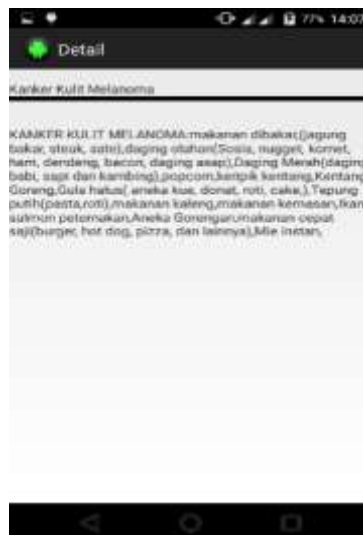 77% 14:07
Detail
Kanker Kulit Melanoma
KANKER KULIT MELANOMA:makanan dibakar,(jagung
bakar, steak, sate),daging olahan(Sosis, nugget, kornet,
ham, dendeng, bacon, daging asap),Daging Merah(daging
babi, sapi dan kambing),popcorn,keripik kentang,Kentang
Goreng,Gula halus( aneka kue, donat, roti, cake,),Tepung
putih(pasta,roti),makanan kaleng,makanan kemasan,Ikan
salmon peternakan,Aneka Gorengan,makanan cepat
saji(burger, hot dog, pizza, dan lainnya),Mie Instan,